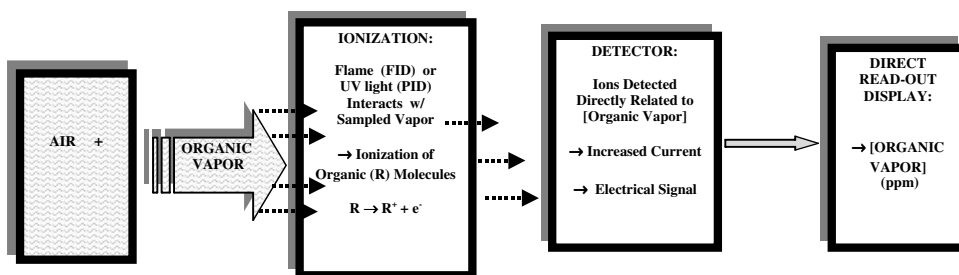 AIR +
ORGANIC
VAPOR
IONIZATION:
Flame (FID) or
UV light (PID)
Interacts w/
Sampled Vapor
→ Ionization of
Organic (R) Molecules
R → R⁺ + e⁻
DETECTOR:
Ions Detected
Directly Related to
[Organic Vapor]
→ Increased Current
→ Electrical Signal
DIRECT
READ-OUT
DISPLAY:
→ [ORGANIC
VAPOR]
(ppm)